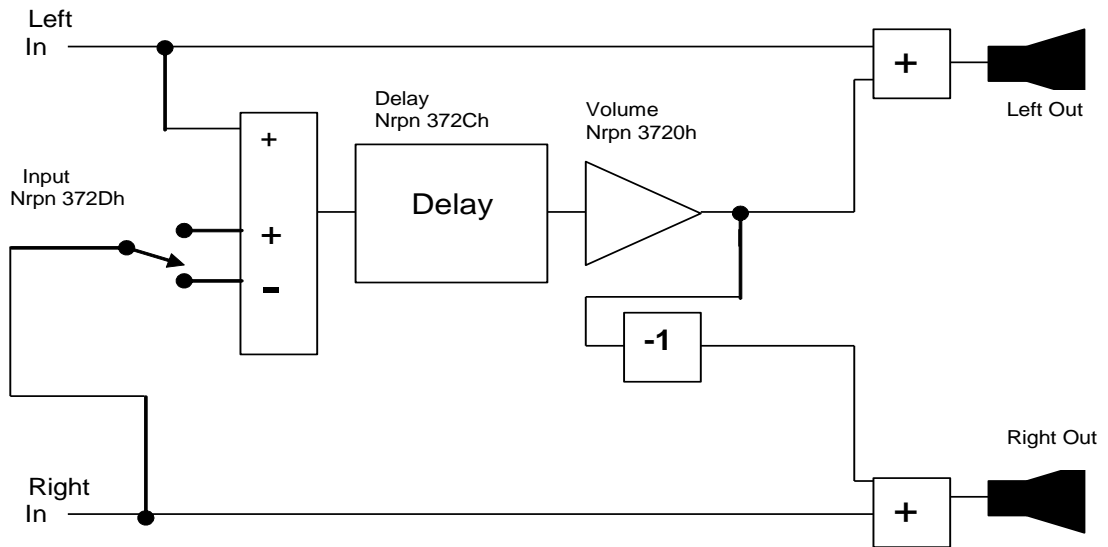 Left
In
+
Left Out
Delay
Nrpn 372Ch
Volume
Nrpn 3720h
Input
Nrpn 372Dh
+
+
-
Delay
-1
Right
In
+
Right Out